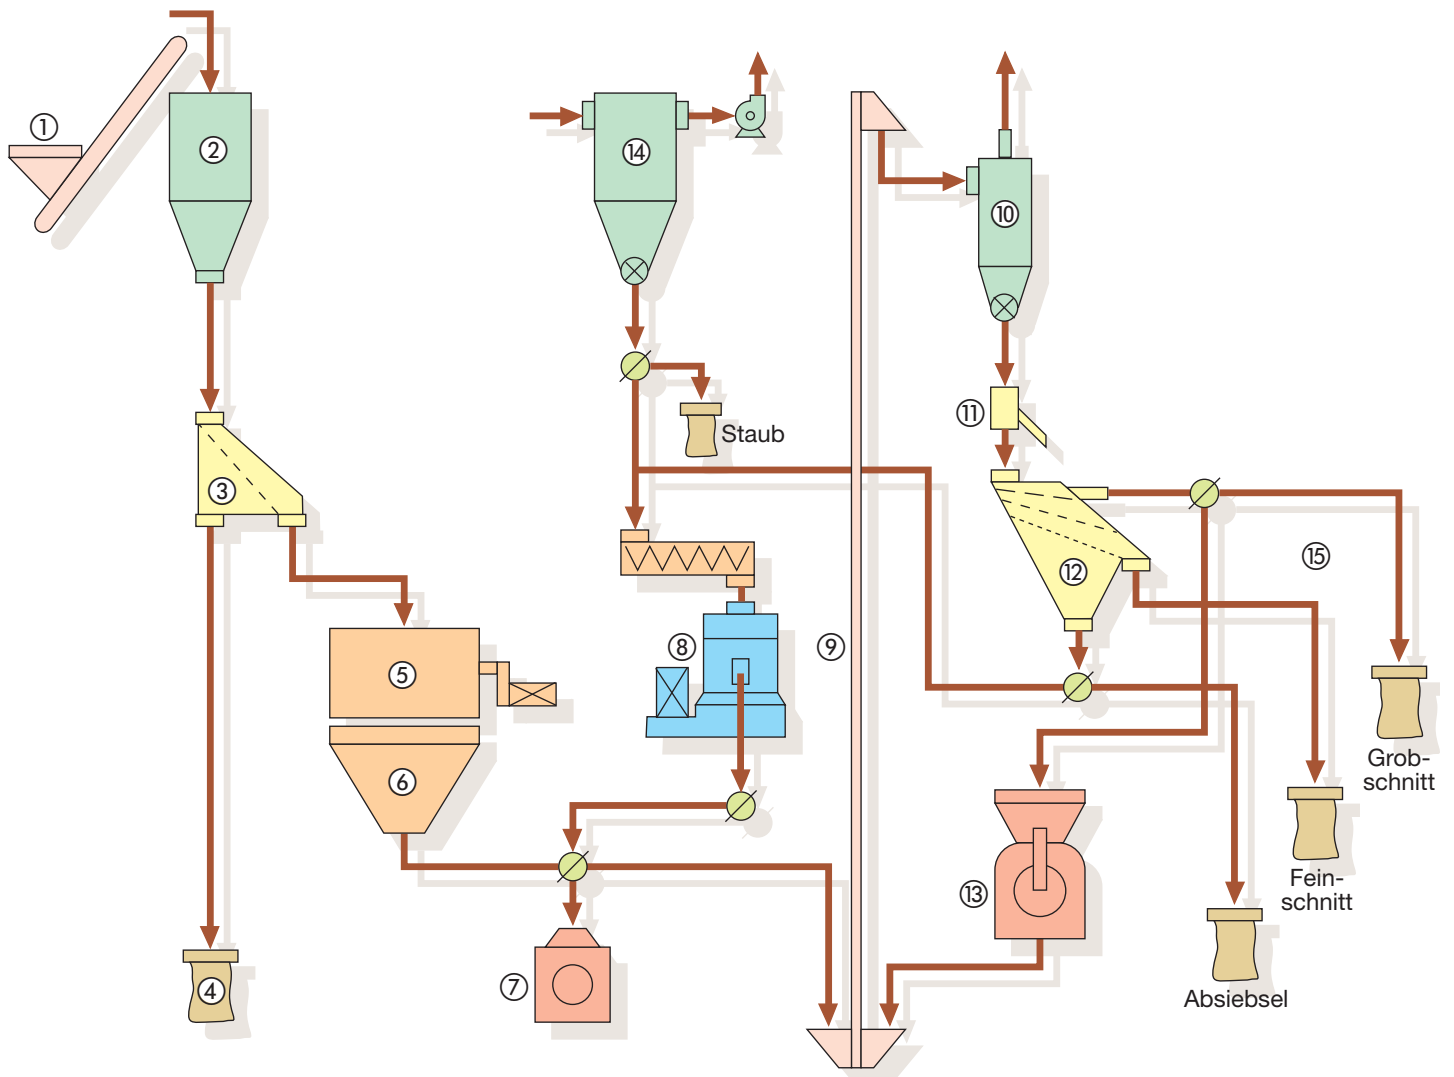 ①
②
⑭
⑩
⑪
Staub
③
⑮
⑫
⑧
⑨
⑤
⑥
Grob-
schnitt
Fein-
schnitt
⑬
④
⑦
Absiebsel